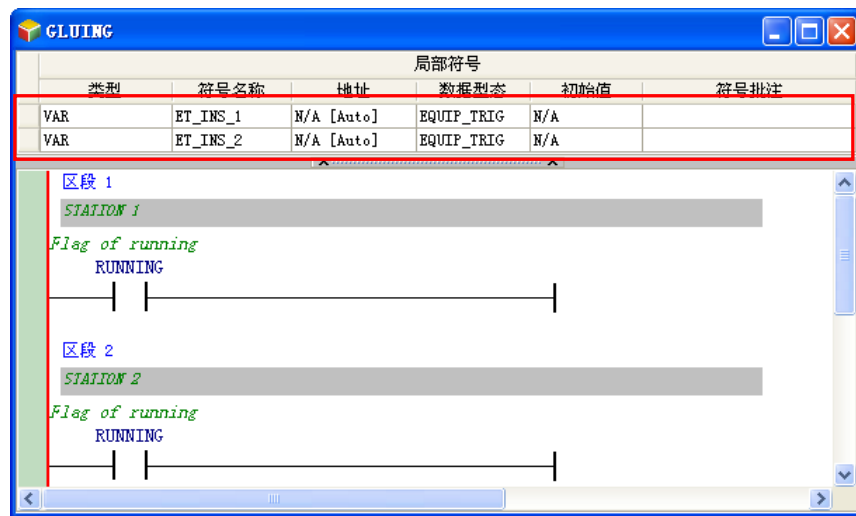 GLUING
局部符号
类型 符号名称 地址 数据型态 初始值 符号批注
VAR ET_INS_1 N/A [Auto] EQUIP_TRIG N/A
VAR ET_INS_2 N/A [Auto] EQUIP_TRIG N/A
区段 1
STATION 1
Flag of running
RUNNING
区段 2
STATION 2
Flag of running
RUNNING